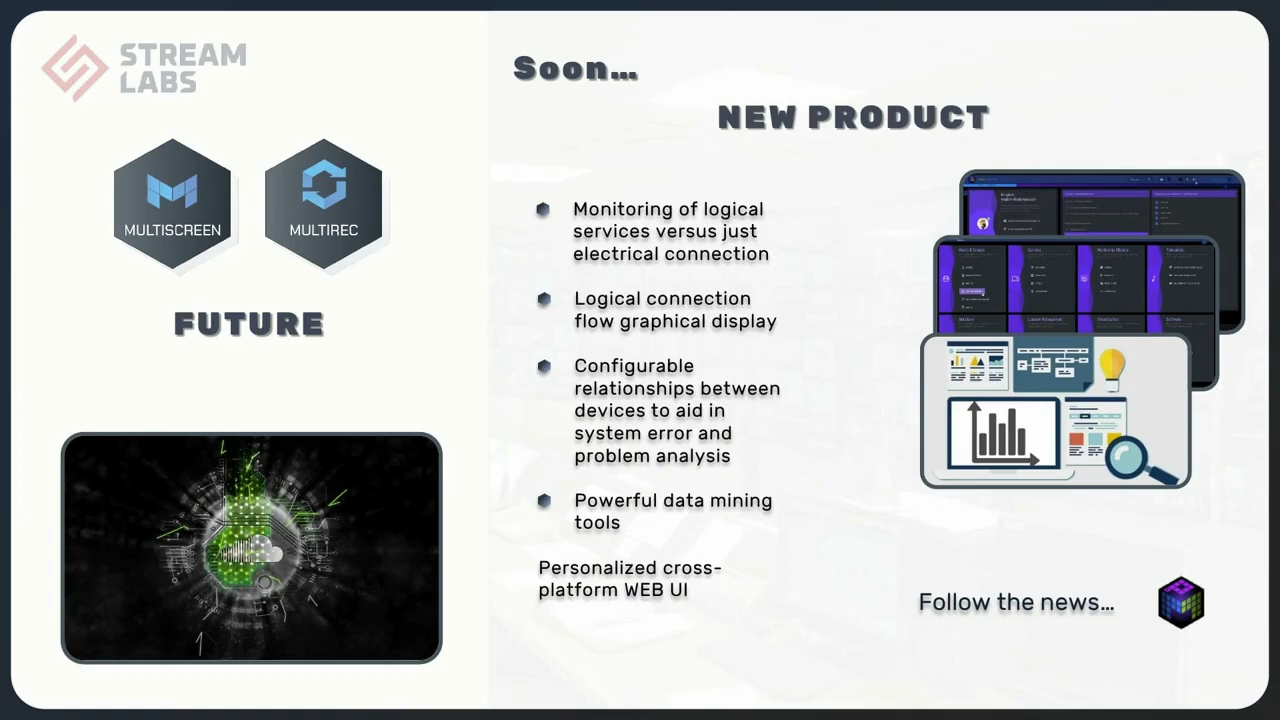 STREAM
LABS
MULTISCREEN
MULTIREC
FUTURE
Soon…
NEW PRODUCT
Monitoring of logical
services versus just
electrical connection
Logical connection
flow graphical display
Configurable
relationships between
devices to aid in
system error and
problem analysis
Powerful data mining
tools
Personalized cross-
platform WEB UI
Follow the news…